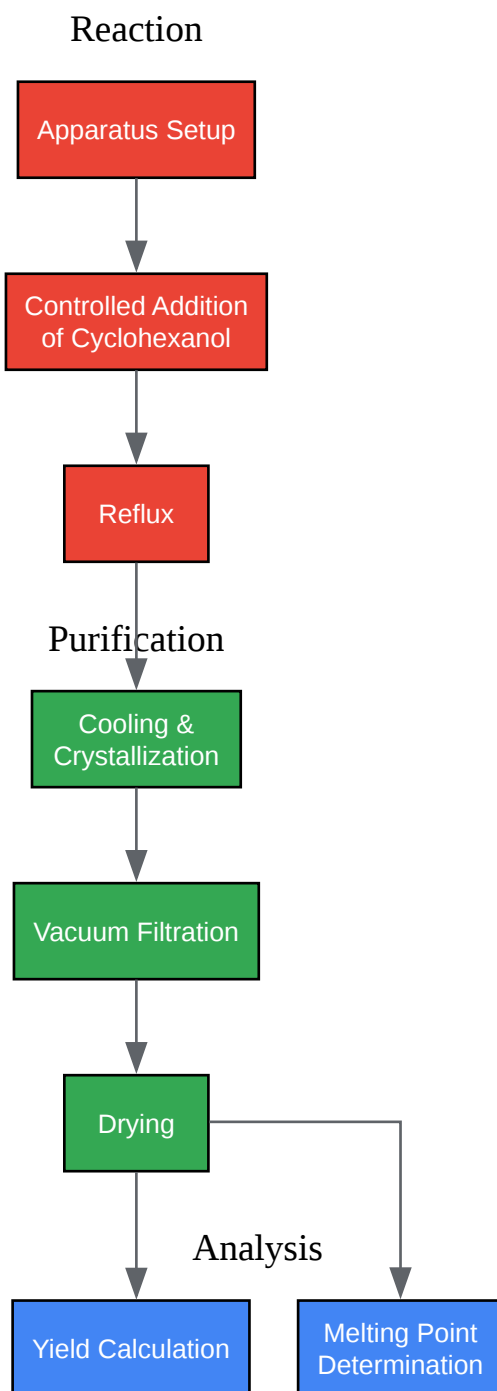 Reaction
Apparatus Setup
Controlled Addition
of Cyclohexanol
Reflux
Purification
Cooling &
Crystallization
Vacuum Filtration
Drying
Analysis
Yield Calculation
Melting Point
Determination